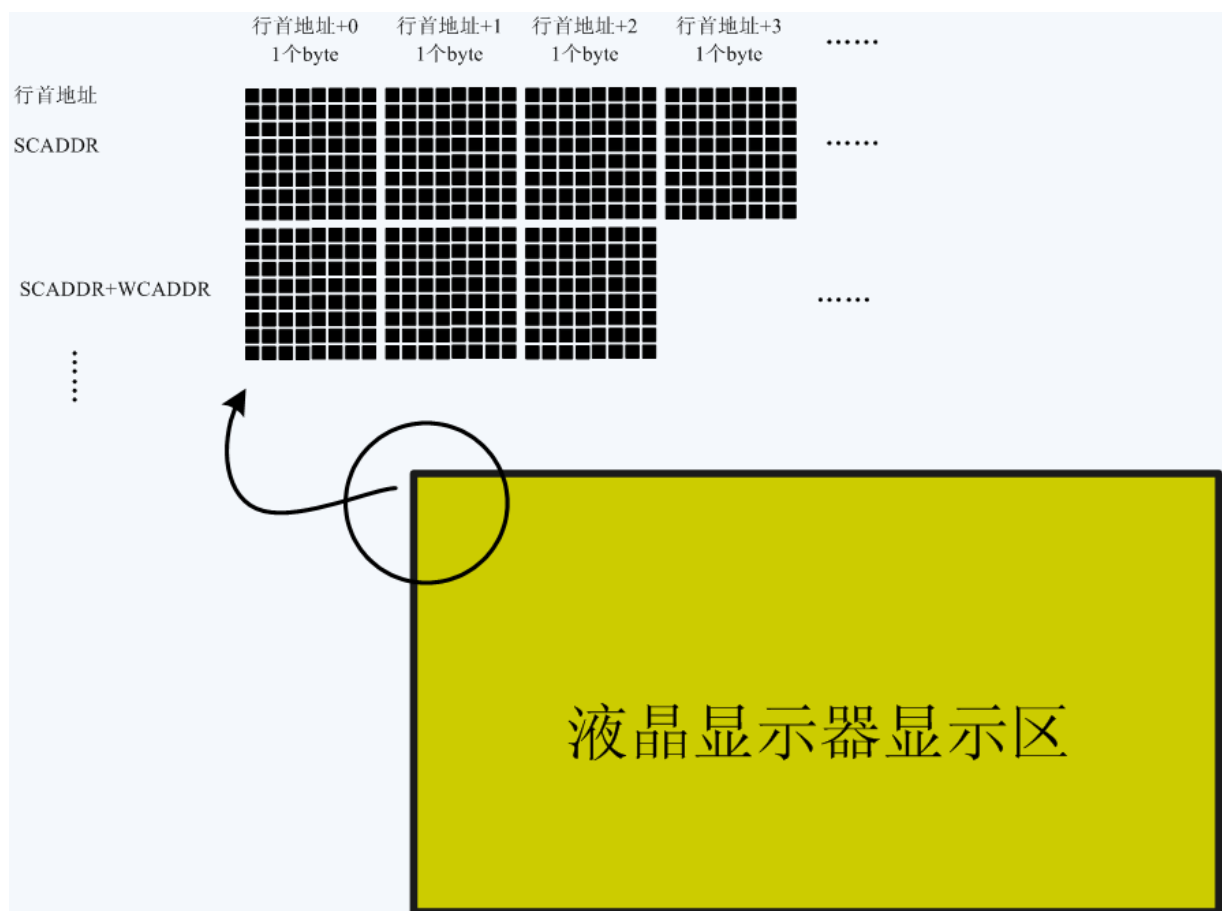 行首地址+0 行首地址+1 行首地址+2 行首地址+3 ……
1个byte 1个byte 1个byte 1个byte
行首地址
SCADDR ……
SCADDR+WCADDR ……
……
液晶显示器显示区